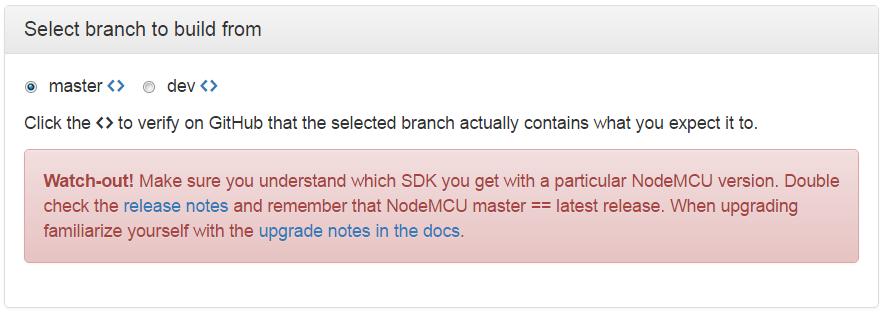 Select branch to build from
master <> dev <>
Click the <> to verify on GitHub that the selected branch actually contains what you expect it to.
Watch-out! Make sure you understand which SDK you get with a particular NodeMCU version. Double
check the release notes and remember that NodeMCU master == latest release. When upgrading
familiarize yourself with the upgrade notes in the docs.